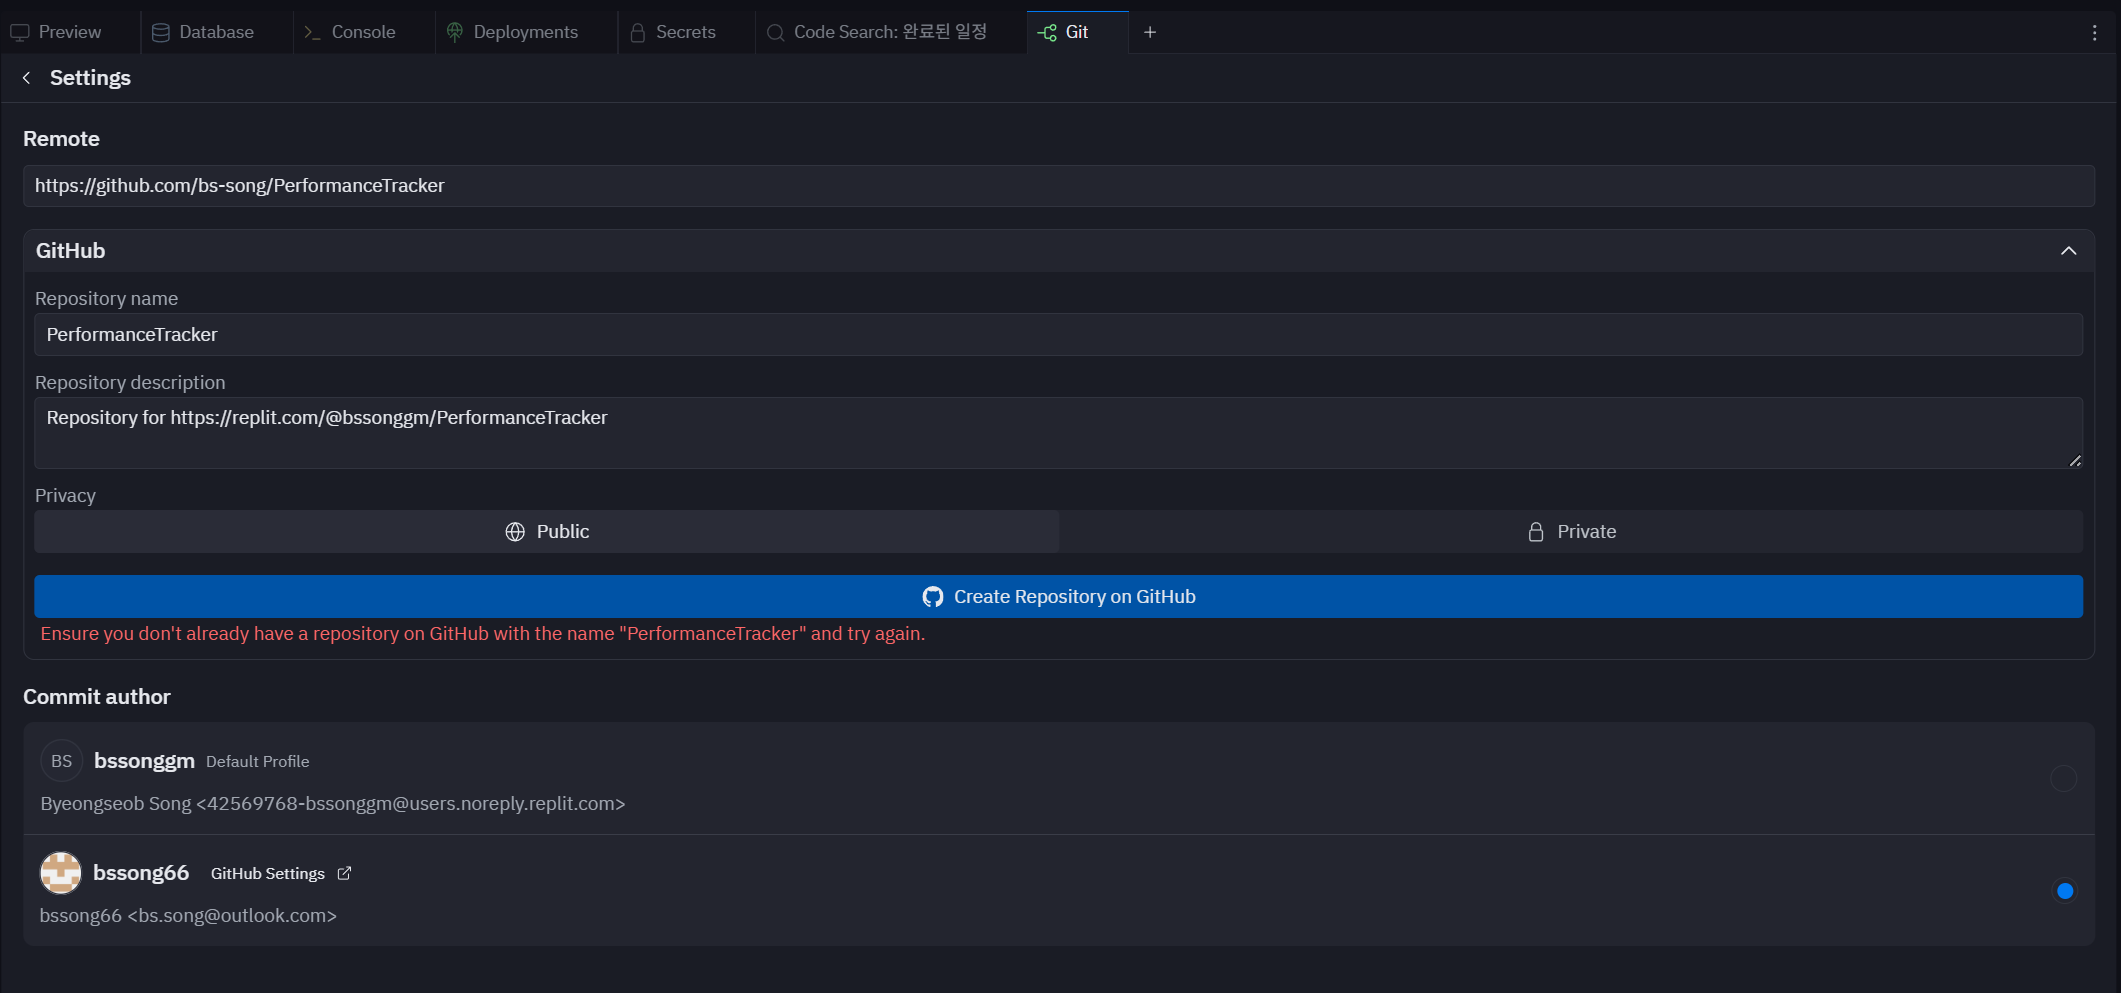 Preview Database Console Deployments Secrets Code Search: 완료된 일정 Git
Settings
Remote
https://github.com/bs-song/PerformanceTracker
GitHub
Repository name
PerformanceTracker
Repository description
Repository for https://replit.com/@bssonggm/PerformanceTracker
Privacy
Public Private
Create Repository on GitHub
Ensure you don't already have a repository on GitHub with the name "PerformanceTracker" and try again.
Commit author
BS bssonggm Default Profile
Byeongseob Song <42569768-bssonggm@users.noreply.replit.com>
bssong66 GitHub Settings
bssong66 <bs.song@outlook.com>